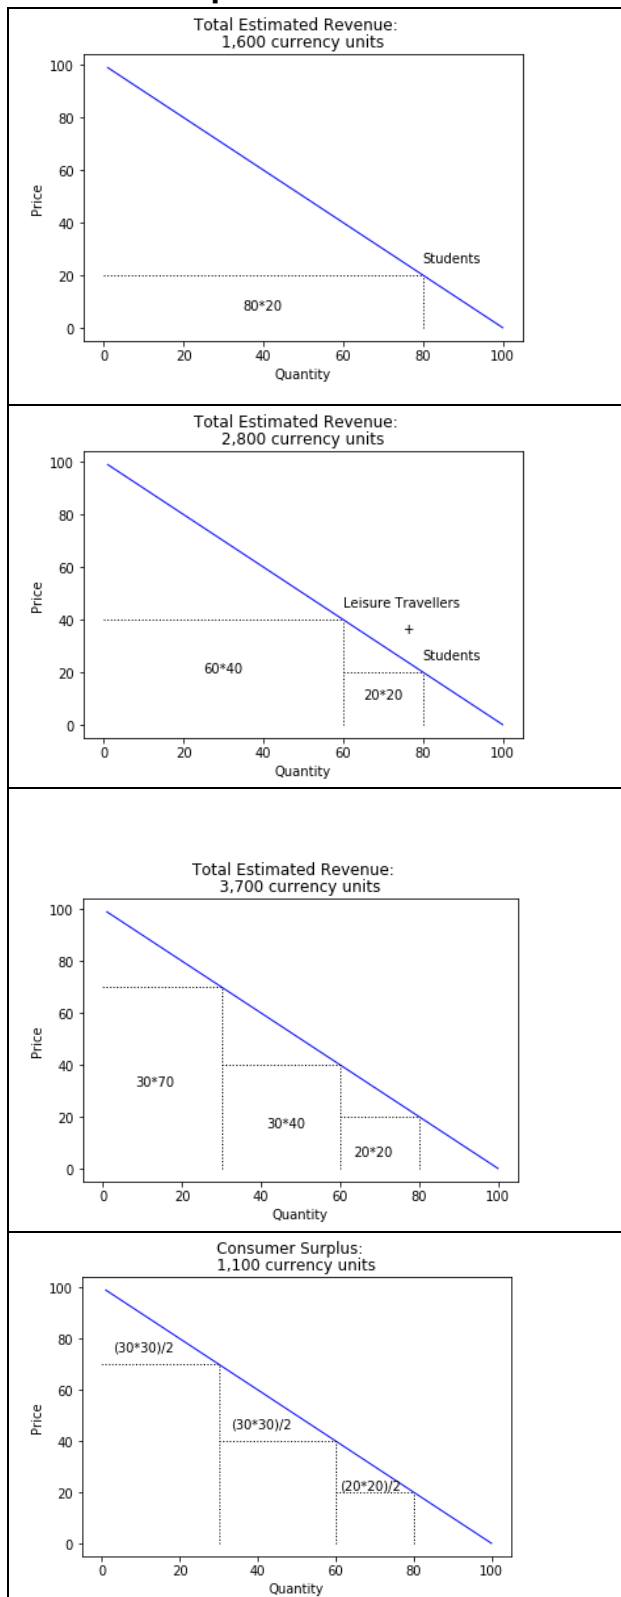 Total Estimated Revenue:
1,600 currency units
100
80
60
40
20
0
Price
Students
80*20
0 20 40 60 80 100
Quantity
Total Estimated Revenue:
2,800 currency units
100
80
60
40
20
0
Price
Leisure Travellers
+
Students
60*40
20*20
0 20 40 60 80 100
Quantity
Total Estimated Revenue:
3,700 currency units
100
80
60
40
20
0
Price
30*70
30*40
20*20
0 20 40 60 80 100
Quantity
Consumer Surplus:
1,100 currency units
100
80
60
40
20
0
Price
(30*30)/2
(30*30)/2
(20*20)/2
0 20 40 60 80 100
Quantity